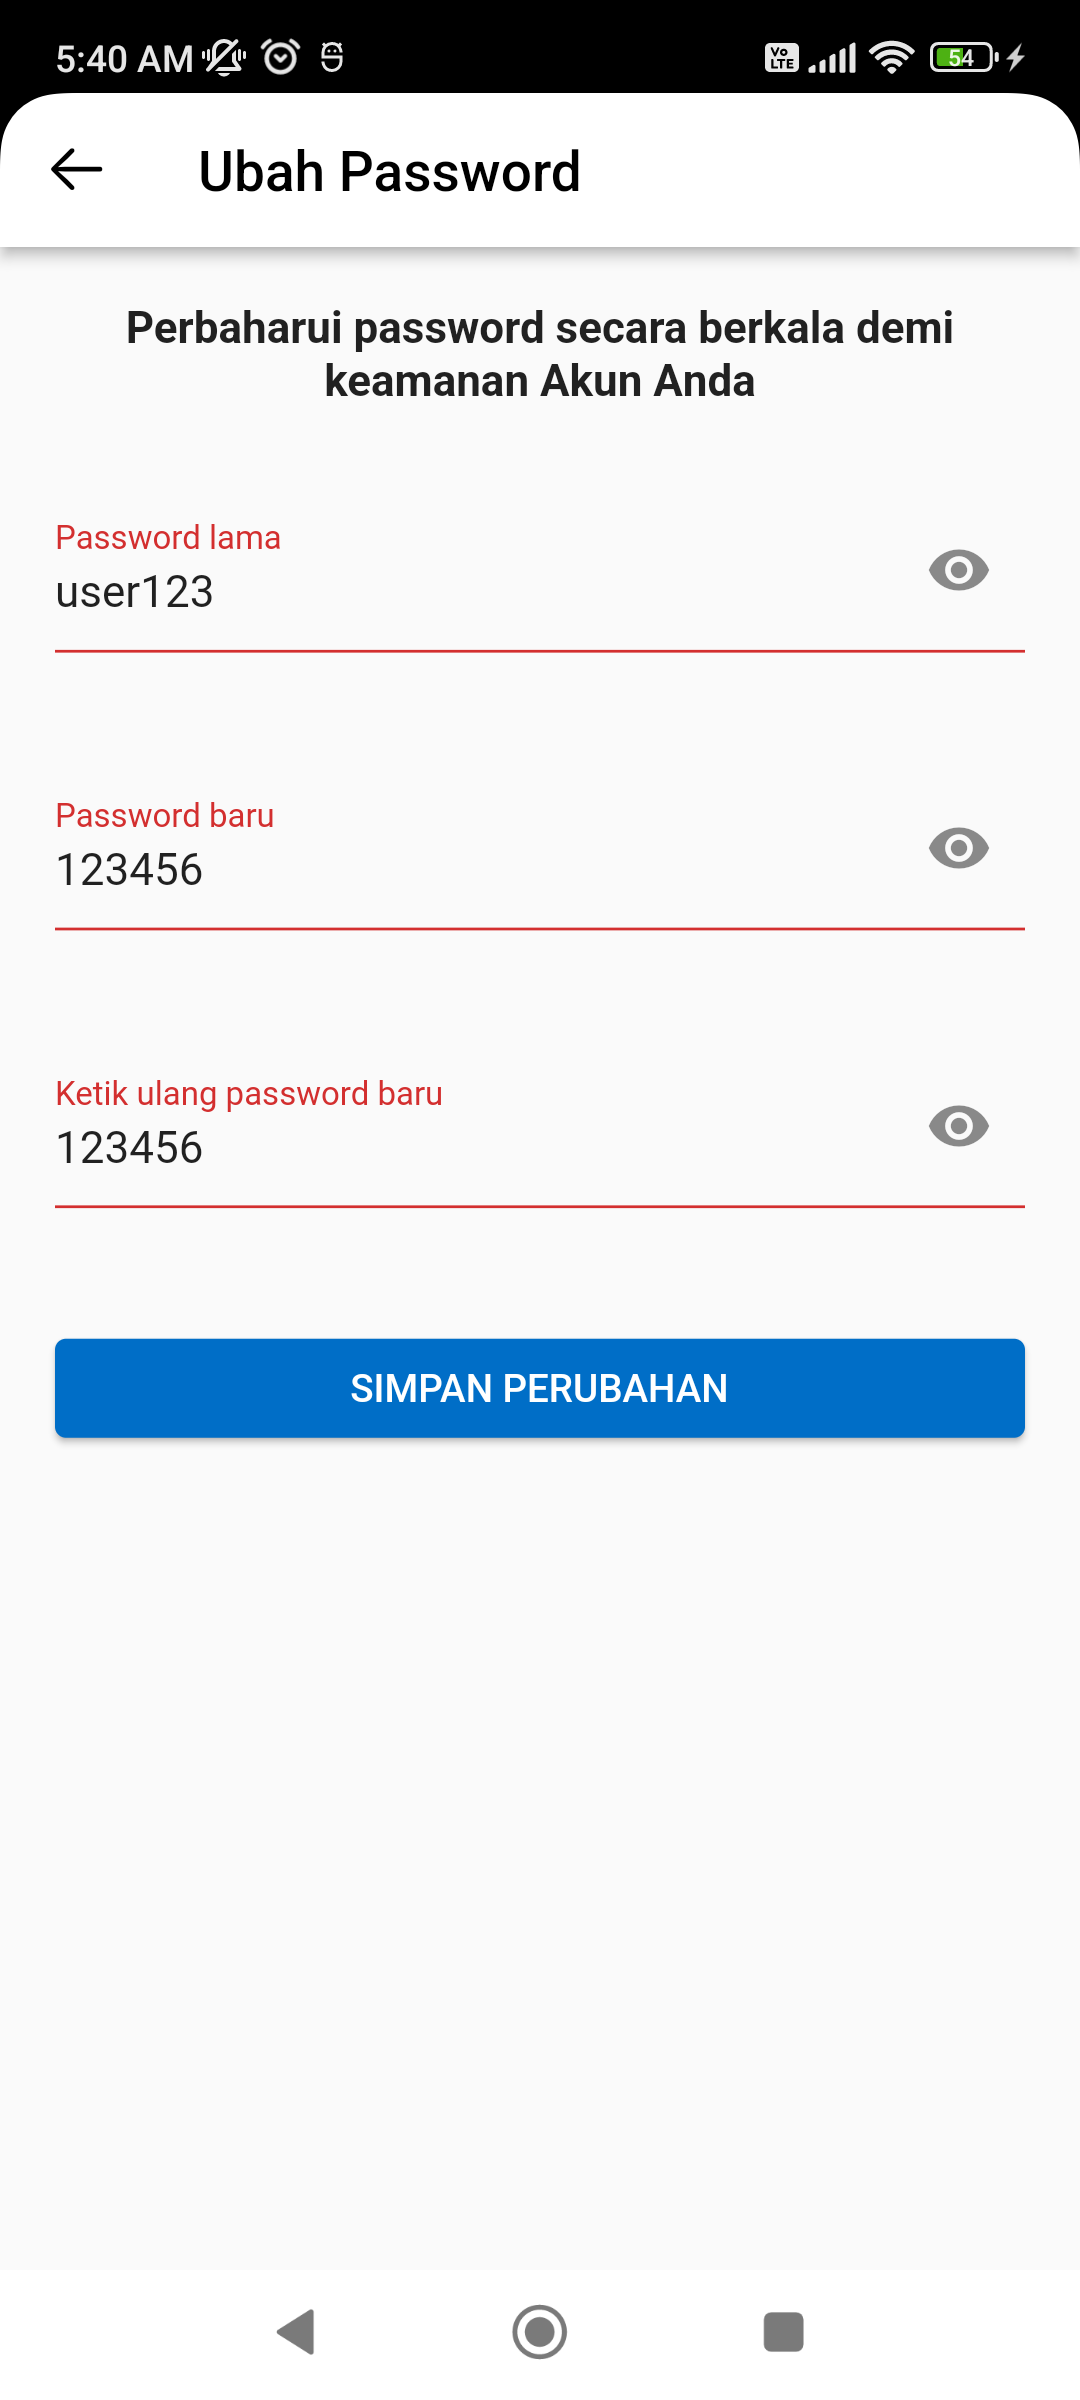 5:40 AM
Vo LTE
54
Ubah Password
Perbaharui password secara berkala demi
keamanan Akun Anda
Password lama
user123
Password baru
123456
Ketik ulang password baru
123456
SIMPAN PERUBAHAN